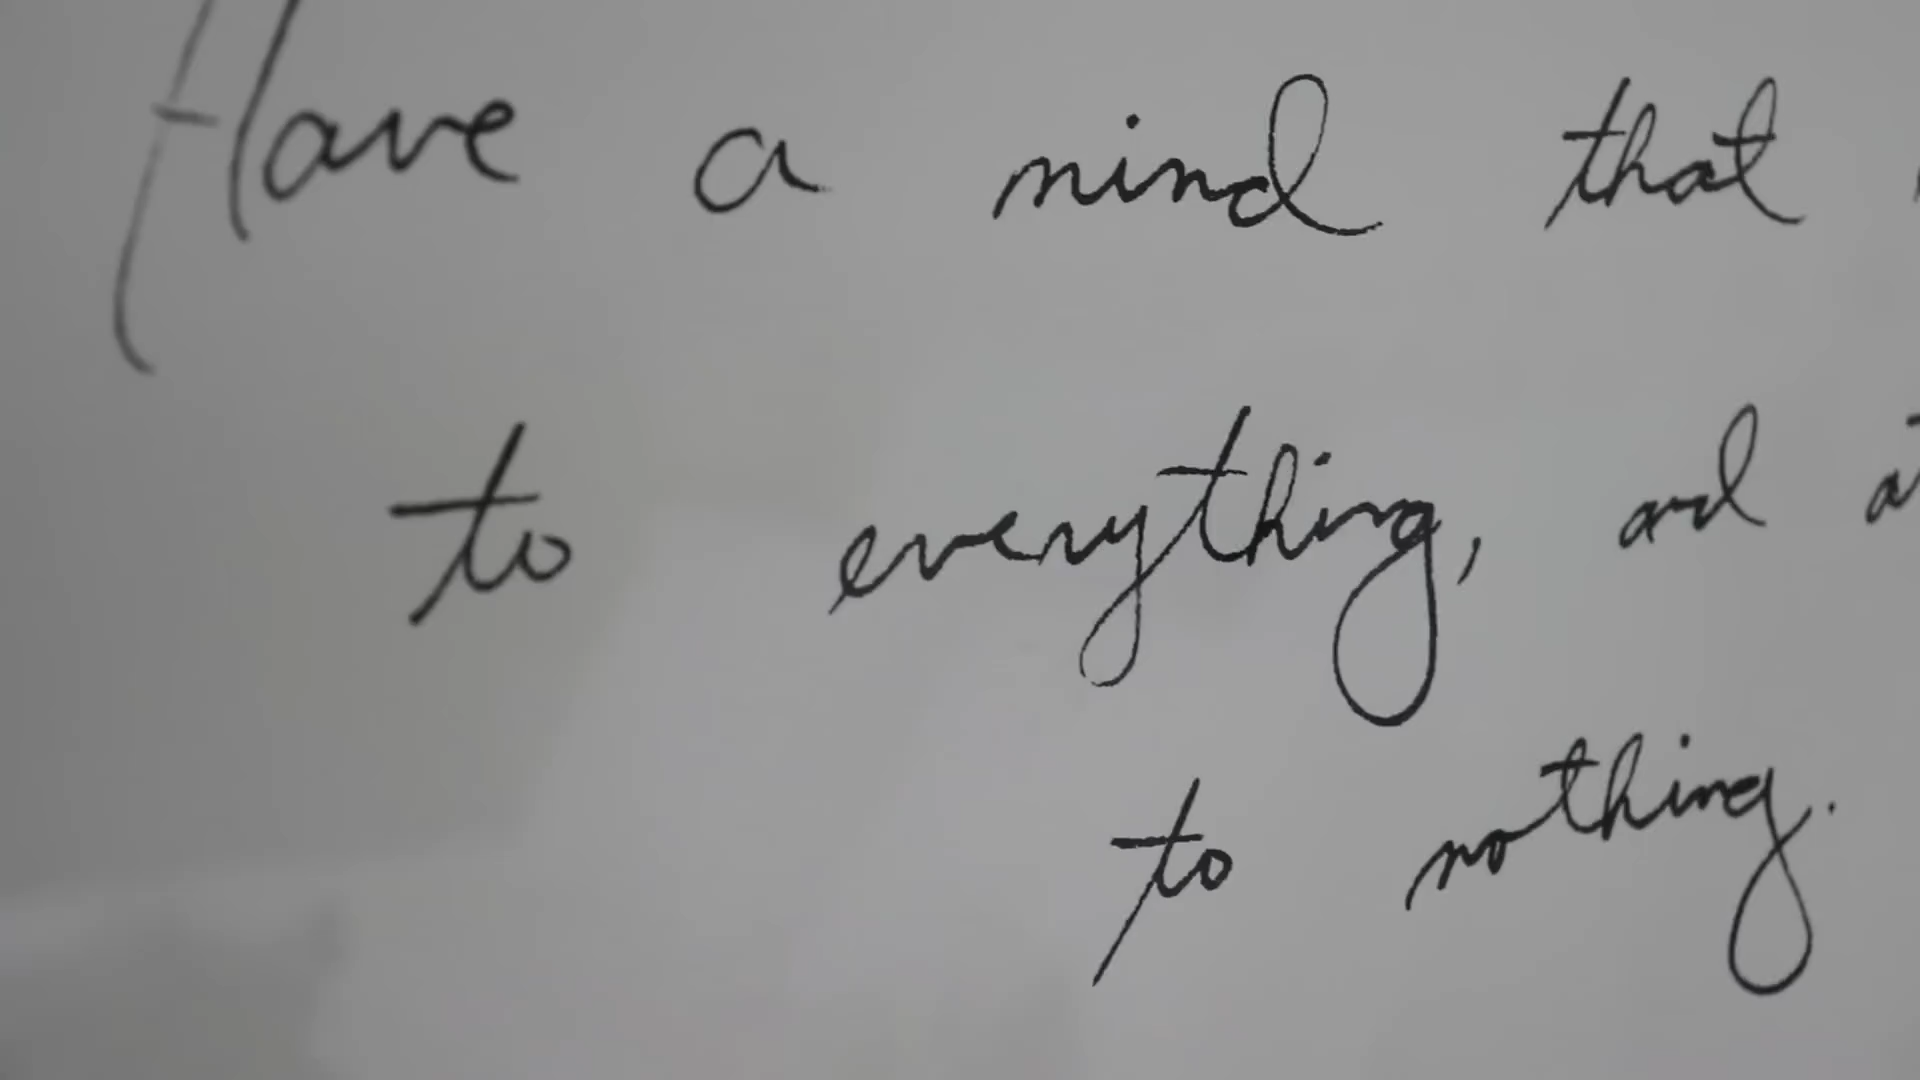 Have a mind that
to everything, and
to nothing.